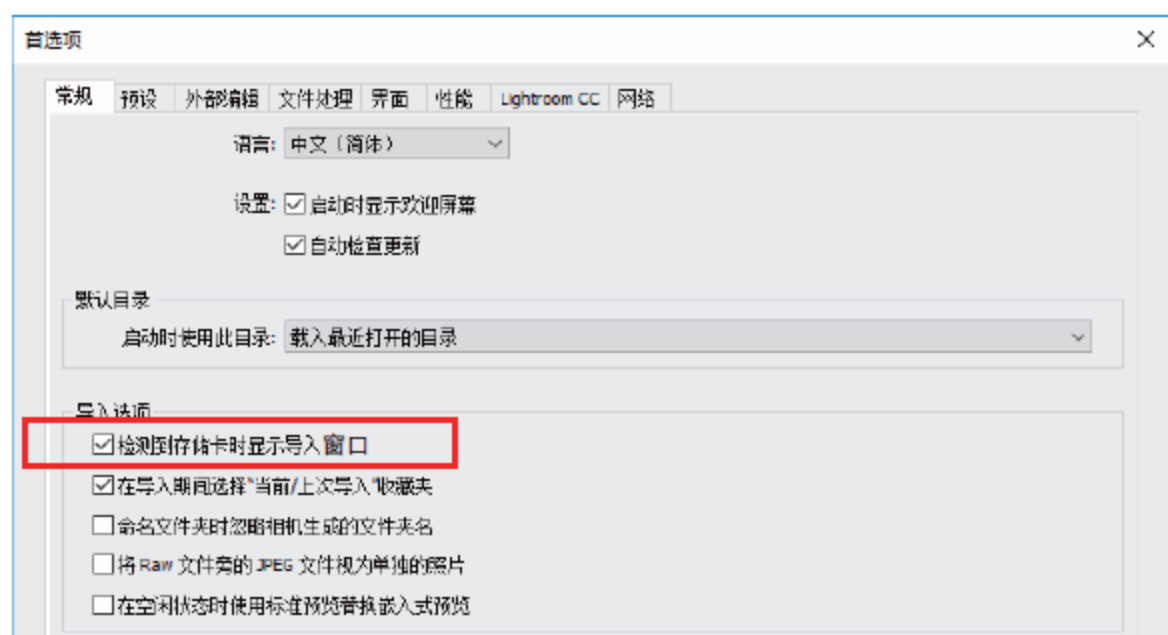 首选项
常规 预设 外部编辑 文件处理 界面 性能 Lightroom CC 网络
语言: 中文（简体）
设置: 启动时显示欢迎屏幕
自动检查更新
默认目录
启动时使用此目录: 载入最近打开的目录
导入选项
检测到存储卡时显示导入窗口
在导入期间选择"当前/上次导入"收藏夹
命名文件夹时忽略相机生成的文件夹名
将 Raw 文件旁的 JPEG 文件视为单独的照片
在空闲状态时使用标准预览替换嵌入式预览